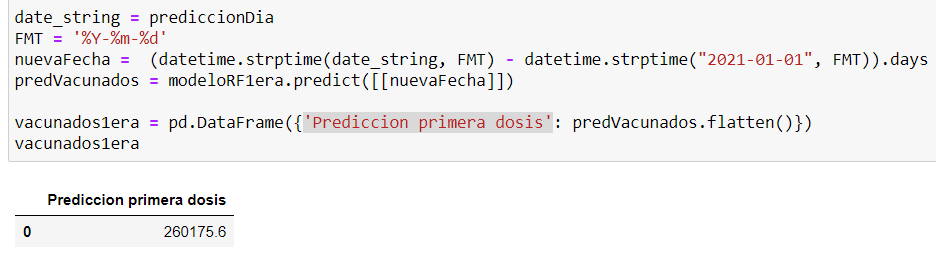 date_string = prediccionDia
FMT = '%Y-%m-%d'
nuevaFecha =  (datetime.strptime(date_string, FMT) - datetime.strptime("2021-01-01", FMT)).days
predVacunados = modeloRF1era.predict([[nuevaFecha]])
vacunados1era = pd.DataFrame({'Prediccion primera dosis': predVacunados.flatten()})
vacunados1era
Prediccion primera dosis
0 260175.6